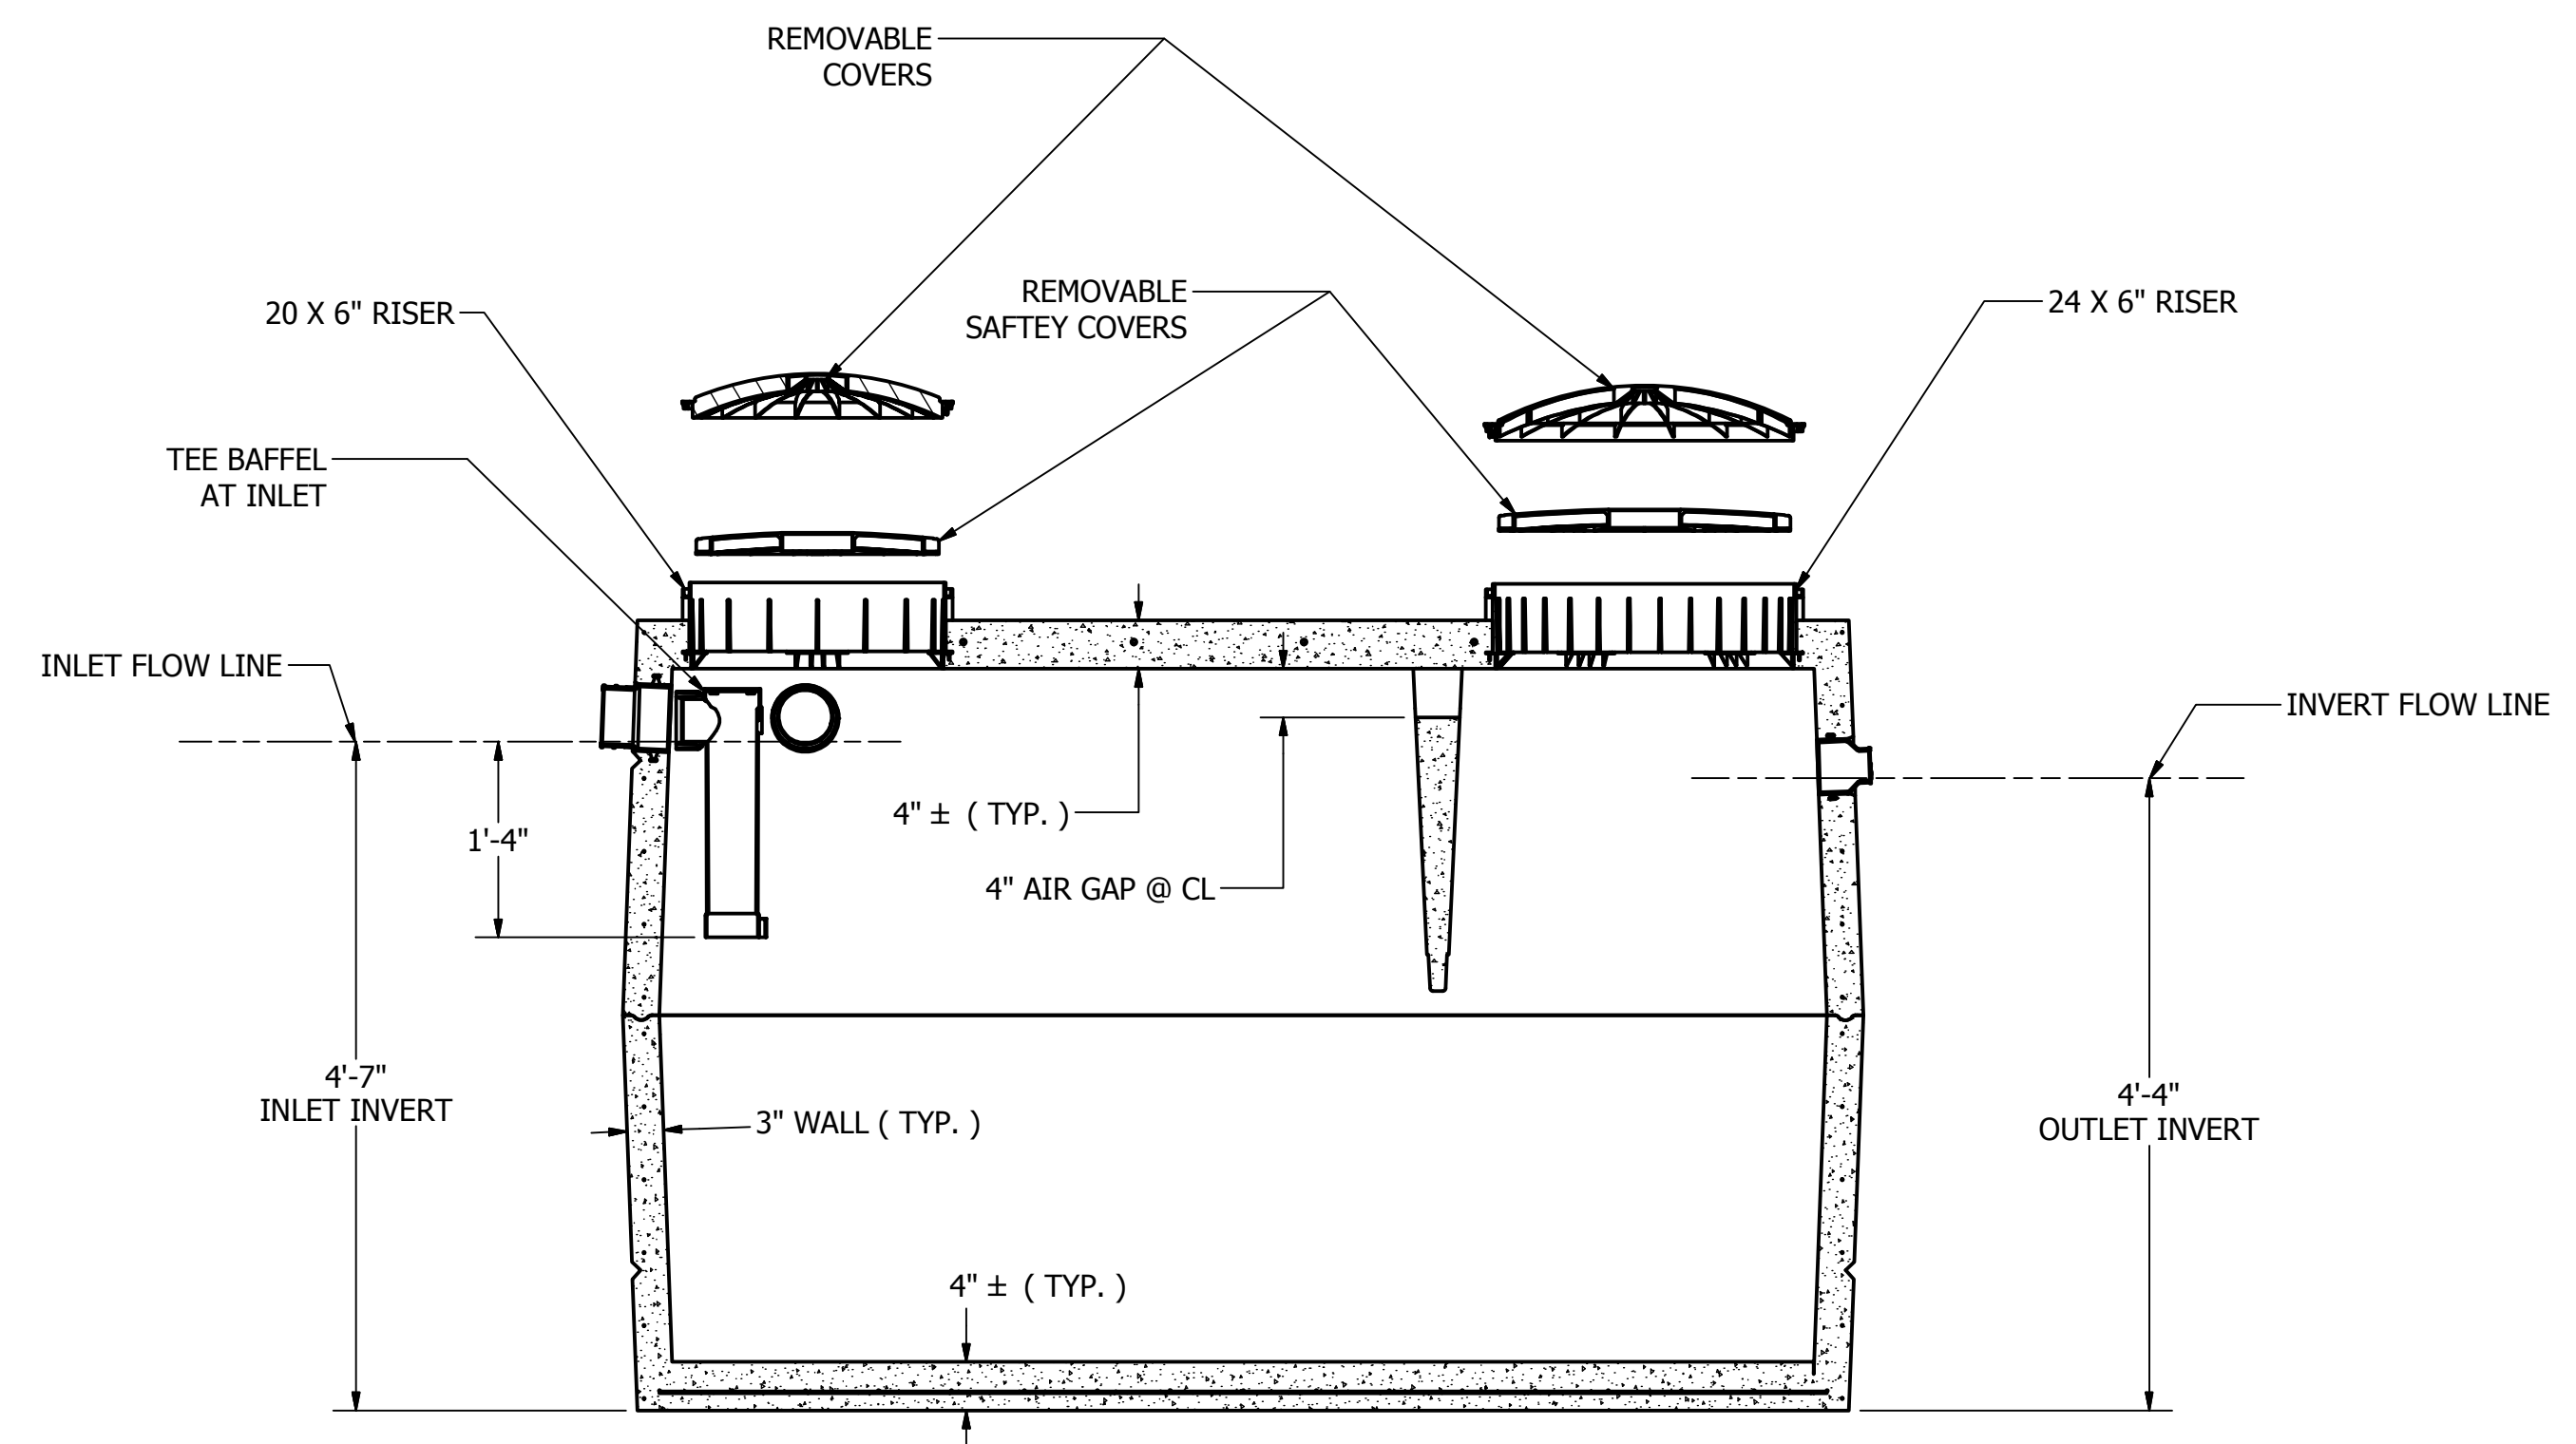 REMOVABLE
COVERS
REMOVABLE
SAFTEY COVERS
20 X 6" RISER
24 X 6" RISER
TEE BAFFEL
AT INLET
INLET FLOW LINE
INVERT FLOW LINE
4" ± ( TYP. )
1'-4"
4" AIR GAP @ CL
4'-7"
INLET INVERT
4'-4"
OUTLET INVERT
3" WALL ( TYP. )
4" ± ( TYP. )